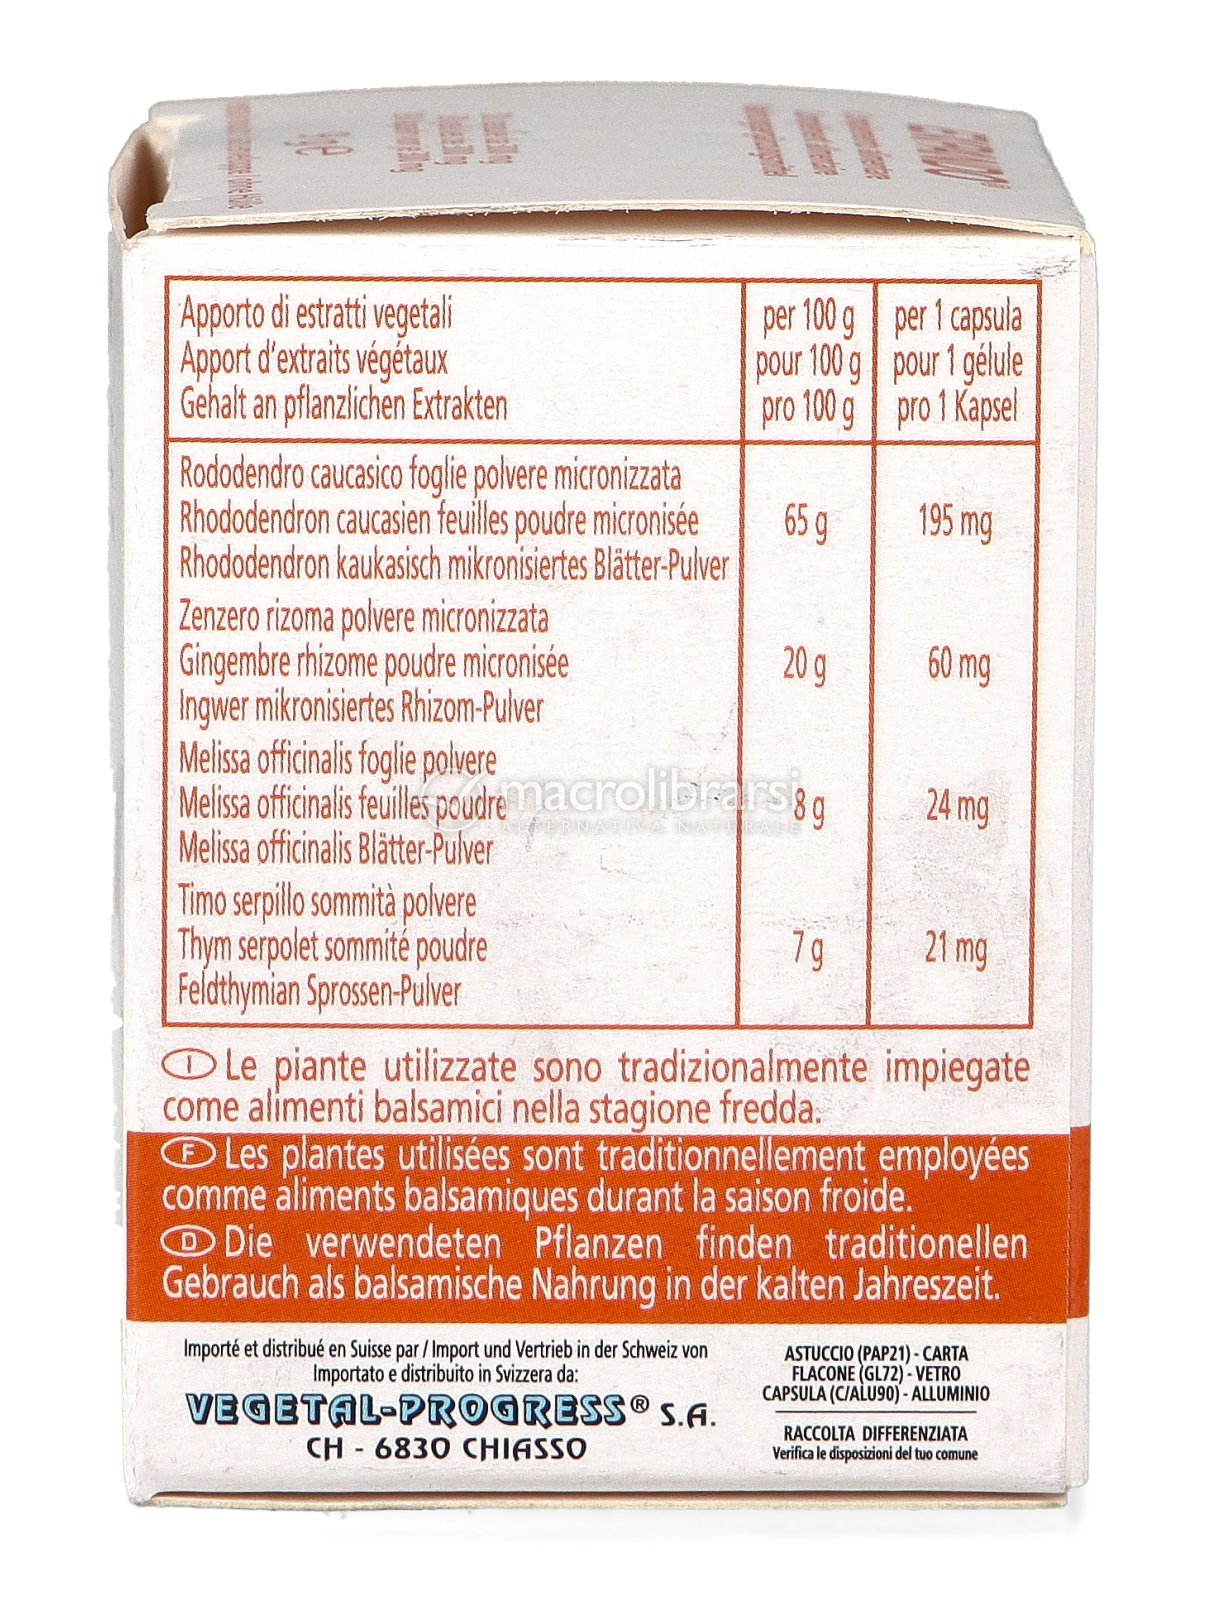 Apporto di estratti vegetali
Apport d'extraits végétaux
Gehalt an pflanzlichen Extrakten
per 100 g
pour 100 g
pro 100 g
per 1 capsula
pour 1 gélule
pro 1 Kapsel
Rododendro caucasico foglie polvere micronizzata
Rhododendron caucasien feuilles poudre micronisée
Rhododendron kaukasisch mikronisiertes Blätter-Pulver
65 g
195 mg
Zenzero rizoma polvere micronizzata
Gingembre rhizome poudre micronisée
Ingwer mikronisiertes Rhizom-Pulver
20 g
60 mg
Melissa officinalis foglie polvere
Melissa officinalis feuilles poudre
Melissa officinalis Blätter-Pulver
8 g
24 mg
macrolibrarsi
ALTERNATIVA NATURALE
Timo serpillo sommità polvere
Thym serpolet sommité poudre
Feldthymian Sprossen-Pulver
7 g
21 mg
I Le piante utilizzate sono tradizionalmente impiegate
come alimenti balsamici nella stagione fredda.
F Les plantes utilisées sont traditionnellement employées
comme aliments balsamiques durant la saison froide.
D Die verwendeten Pflanzen finden traditionellen
Gebrauch als balsamische Nahrung in der kalten Jahreszeit.
Importé et distribué en Suisse par / Import und Vertrieb in der Schweiz von
Importato e distribuito in Svizzera da:
VEGETAL-PROGRESS® S.A.
CH - 6830 CHIASSO
ASTUCCIO (PAP21) - CARTA
FLACONE (GL72) - VETRO
CAPSULA (C/ALU90) - ALLUMINIO
RACCOLTA DIFFERENZIATA
Verifica le disposizioni del tuo comune